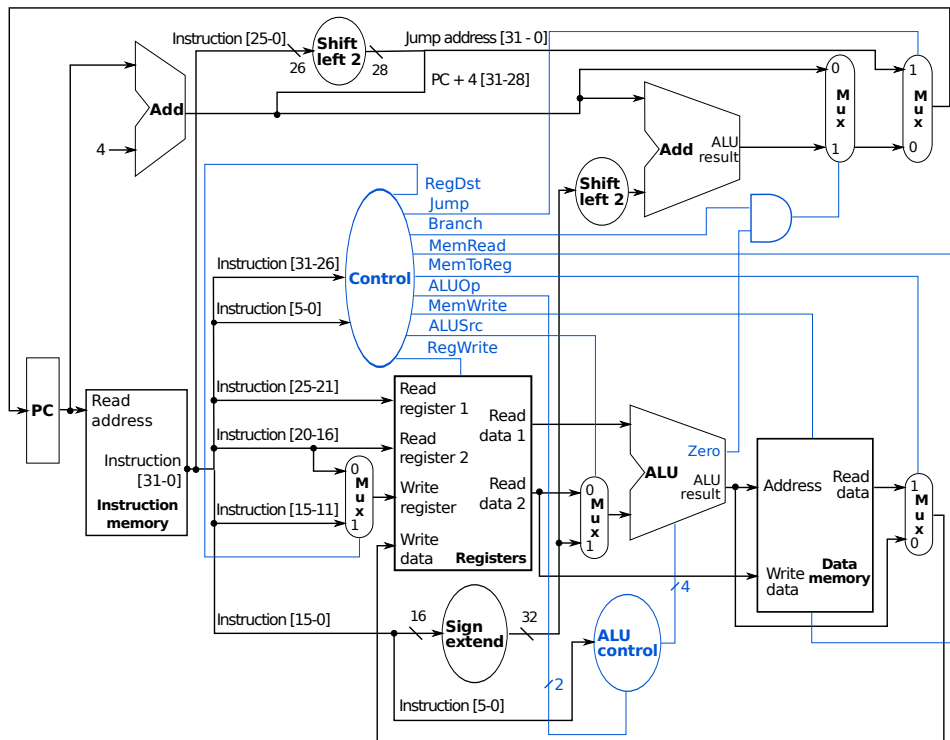 Instruction [25-0]
Shift
left 2
26
28
Jump address [31 - 0]
PC + 4 [31-28]
Add
4
0
Mux
1
1
Mux
0
Add
ALU
result
Shift
left 2
RegDst
Jump
Branch
MemRead
MemToReg
ALUOp
MemWrite
ALUSrc
RegWrite
Control
Instruction [31-26]
Instruction [5-0]
PC
Read
address
Instruction
[31-0]
Instruction
memory
Instruction [25-21]
Instruction [20-16]
Instruction [15-11]
0
Mux
1
Read
register 1
Read
register 2
Write
register
Write
data
Read
data 1
Read
data 2
Registers
0
Mux
1
Zero
ALU
ALU
result
Address
Read
data
Write
data
Data
memory
1
Mux
0
4
Instruction [15-0]
16
Sign
extend
32
ALU
control
2
Instruction [5-0]